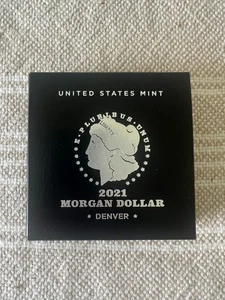 UNITED STATES MINT
E·PLURIBUS·UNUM
2021
MORGAN DOLLAR
★ DENVER ★